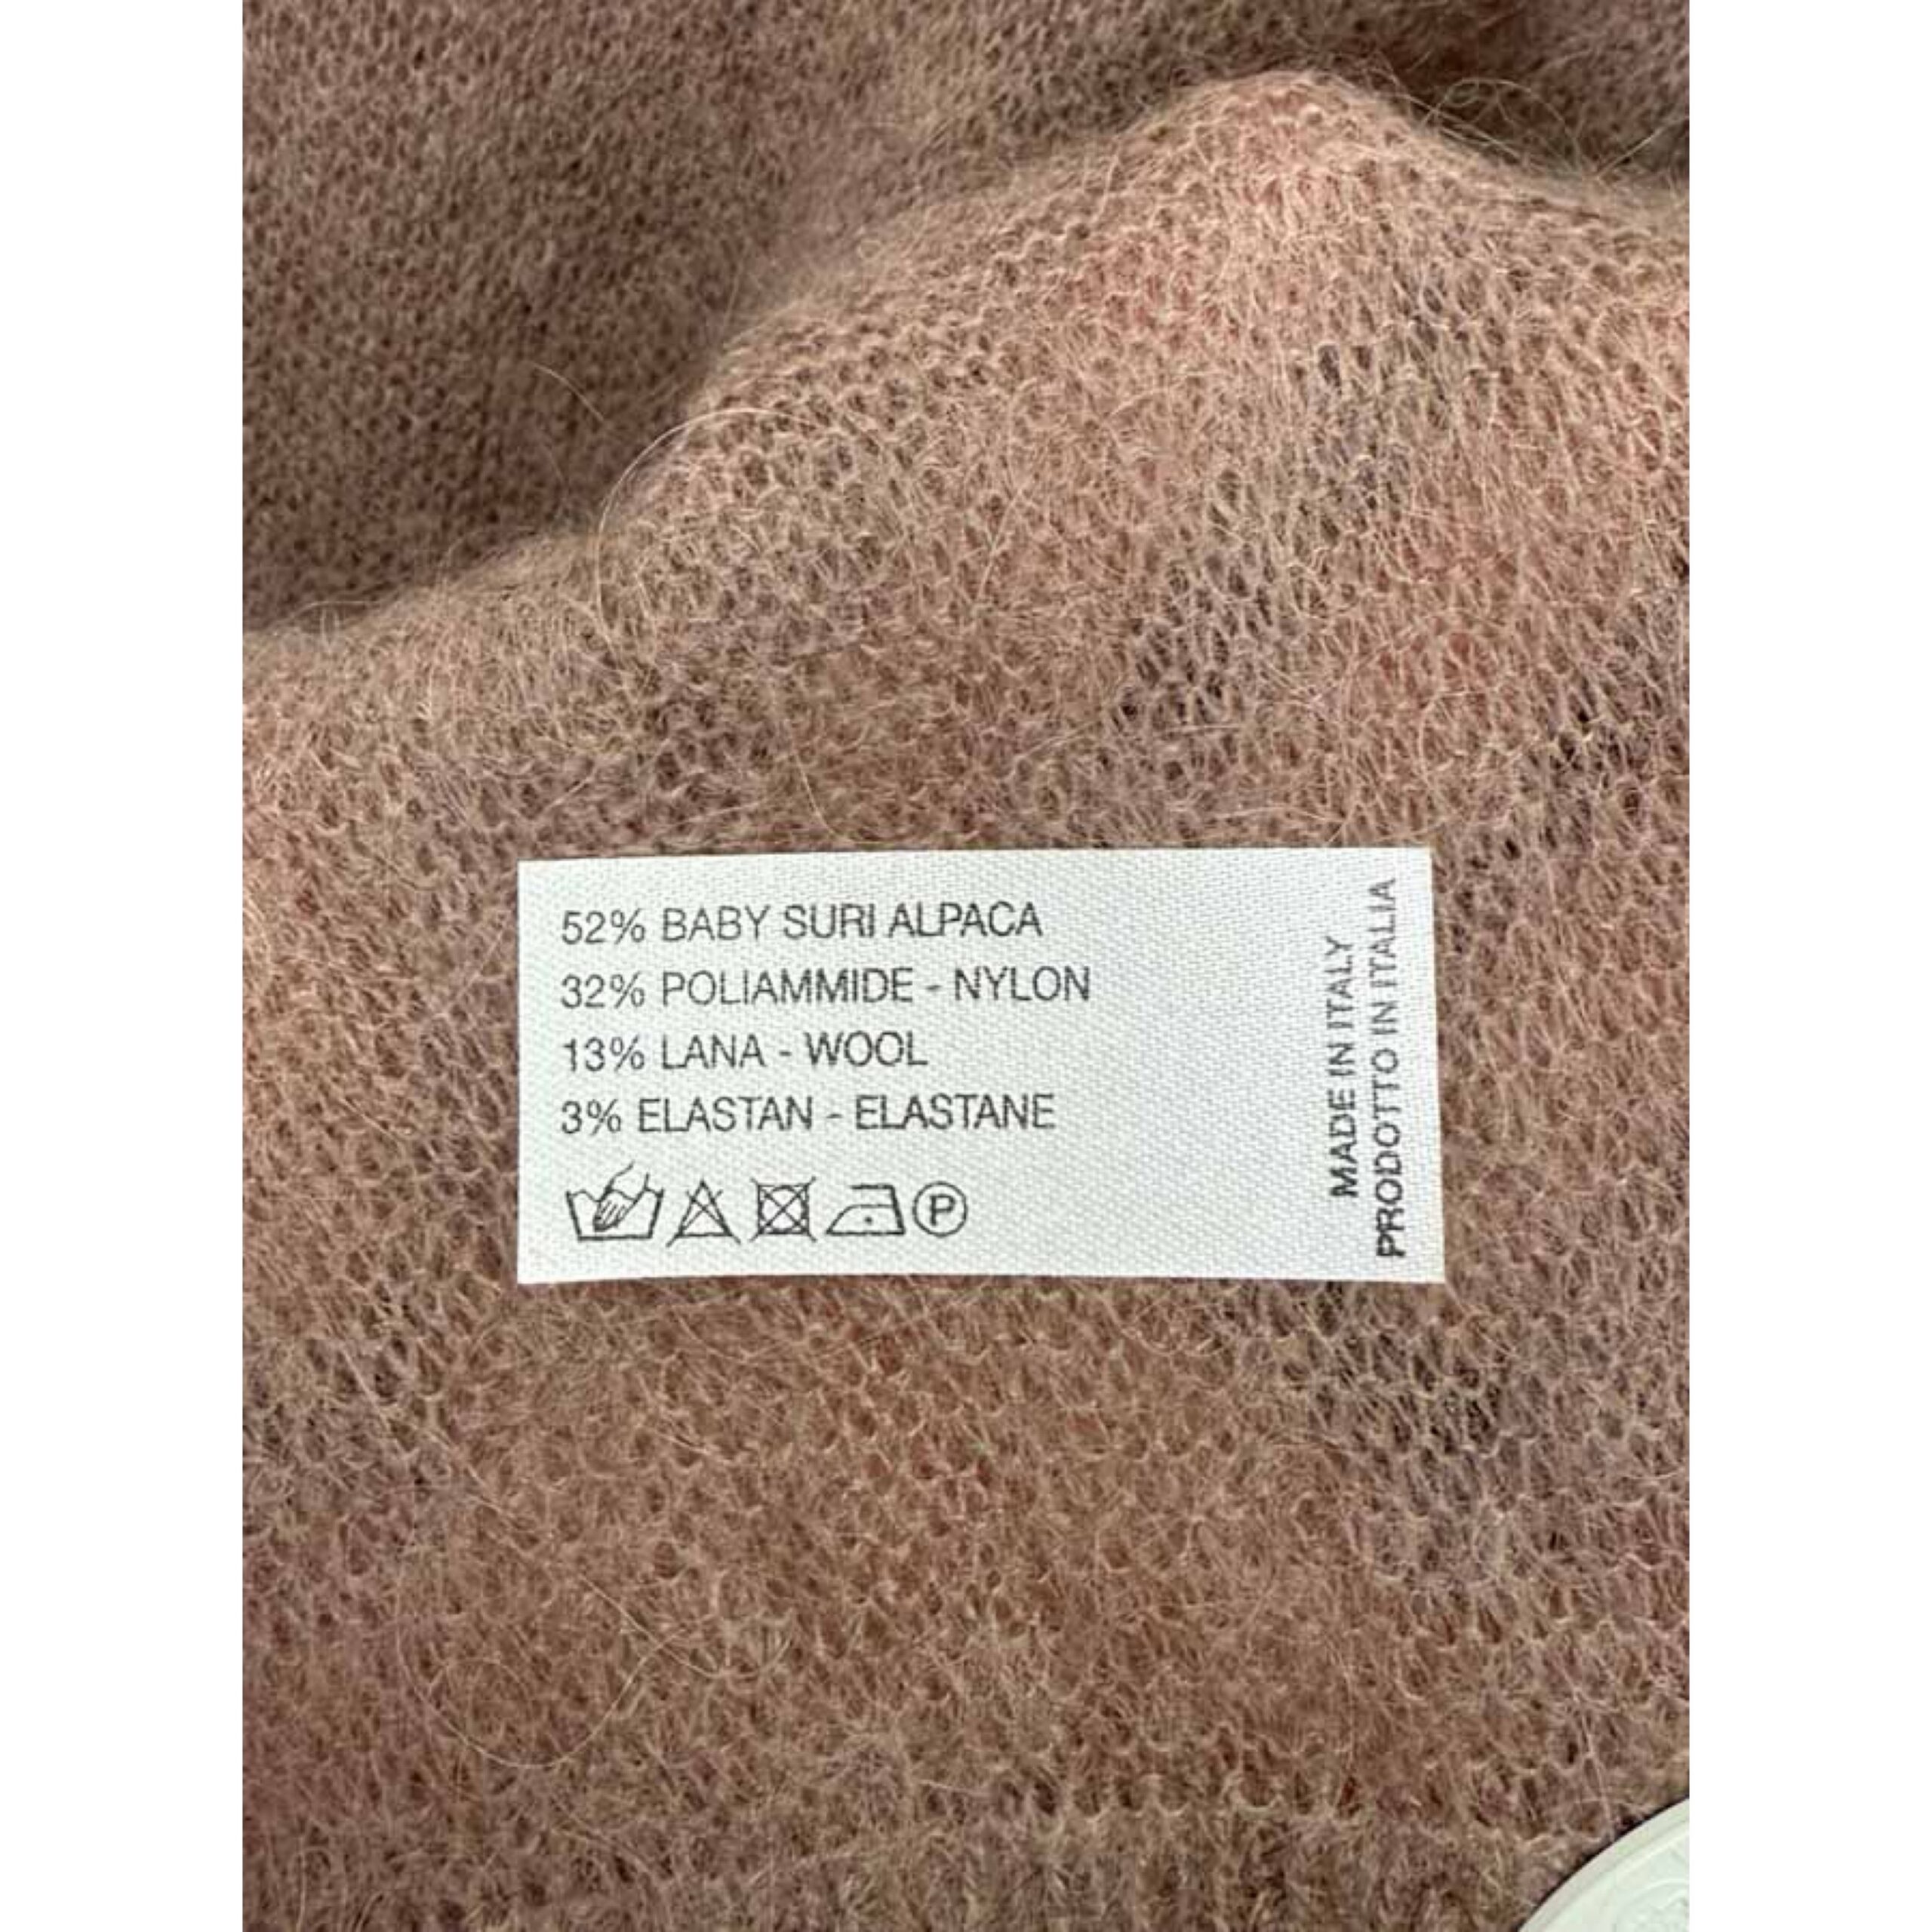 52% BABY SURI ALPACA
32% POLIAMMIDE - NYLON
13% LANA - WOOL
3% ELASTAN - ELASTANE
P
MADE IN ITALY
PRODOTTO IN ITALIA